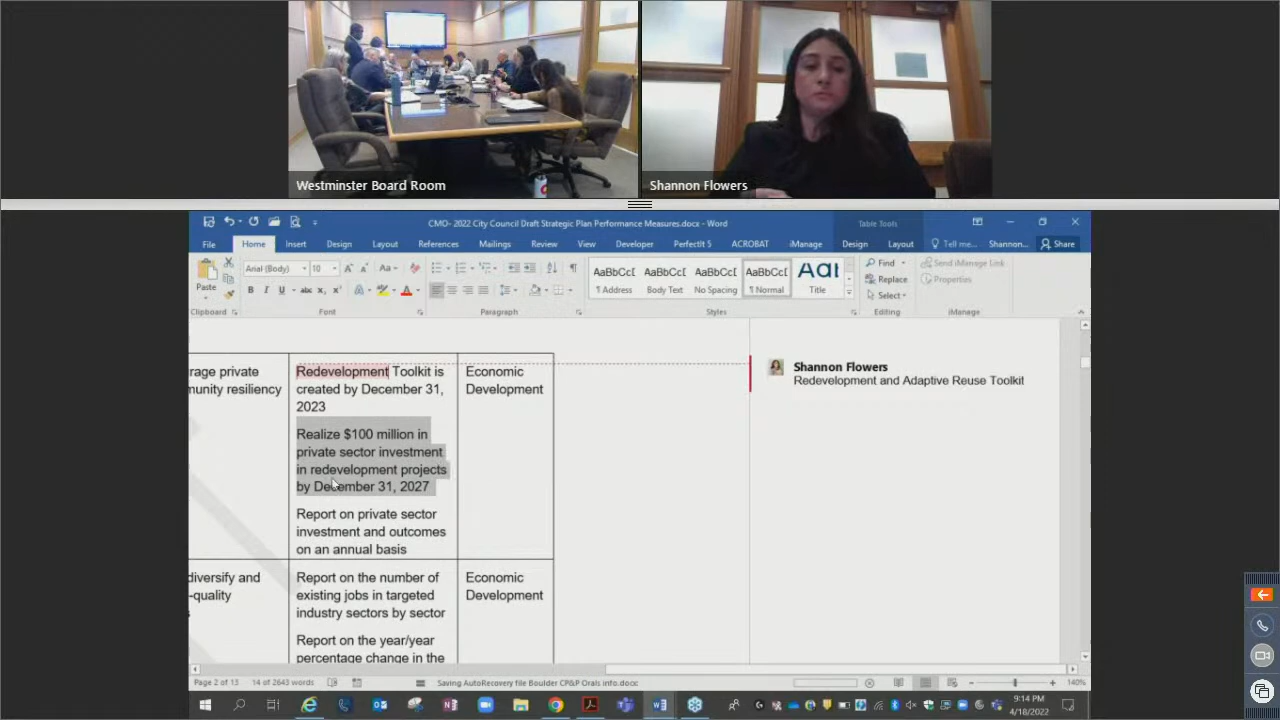 Westminster Board Room
Shannon Flowers
CMO- 2022 City Council Draft Strategic Plan Performance Measures.docx - Word
Table Tools
File Home Insert Design Layout References Mailings Review View Developer PerfectIt 5 ACROBAT iManage Design Layout Tell me... Shannon... Share
Paste
Arial (Body) 10
Aa
B I U abc x₂ x²
AaBbCcI AaBbCcI AaBbCcI AaBbCcI AaI
¶ Address Body Text ¶ No Spacing ¶ Normal Title
Find
Replace
Select
Send iManage Link
Properties
Clipboard Font Paragraph Styles Editing iManage
rage private
nunity resiliency
Redevelopment Toolkit is
created by December 31,
2023
Realize $100 million in
private sector investment
in redevelopment projects
by December 31, 2027
Report on private sector
investment and outcomes
on an annual basis
Economic
Development
Shannon Flowers
Redevelopment and Adaptive Reuse Toolkit
diversify and
-quality
Report on the number of
existing jobs in targeted
industry sectors by sector
Report on the year/year
percentage change in the
Economic
Development
Page 2 of 13 14 of 2643 words Saving AutoRecovery file Boulder CP&P Orals info.docx 140%
9:14 PM
4/18/2022